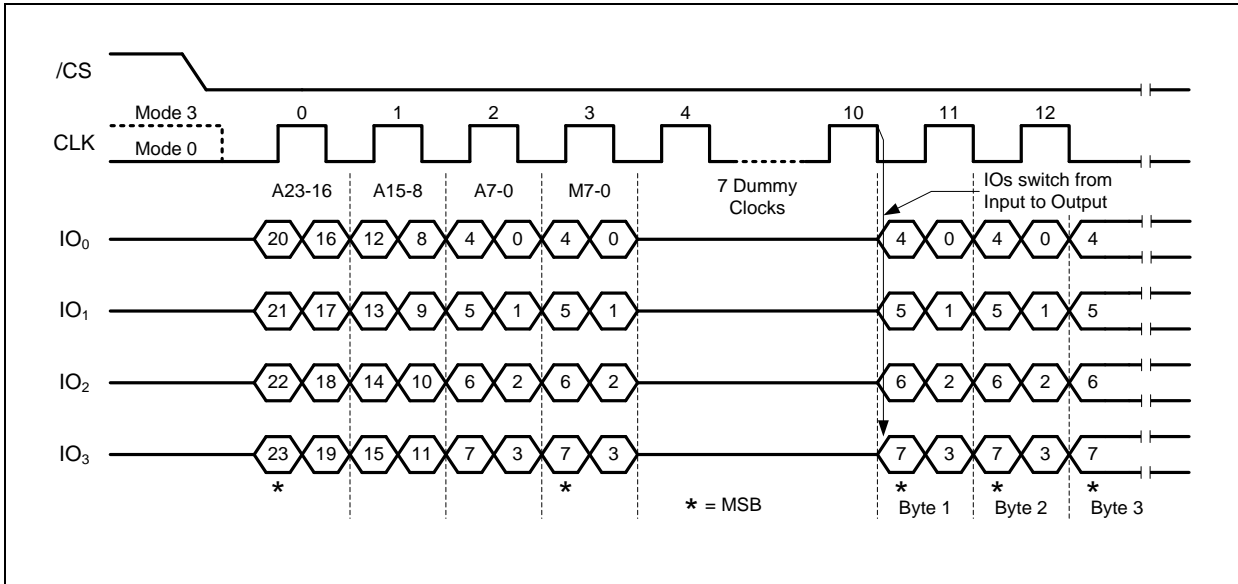 /CS
Mode 3
CLK
Mode 0
0 1 2 3 4 10 11 12
A23-16 A15-8 A7-0 M7-0
7 Dummy
Clocks
IOs switch from
Input to Output
IO0 20 16 12 8 4 0 4 0 4 0 4 0 4
IO1 21 17 13 9 5 1 5 1 5 1 5 1 5
IO2 22 18 14 10 6 2 6 2 6 2 6 2 6
IO3 23 19 15 11 7 3 7 3 7 3 7 3 7
* * * * *
* = MSB
Byte 1 Byte 2 Byte 3